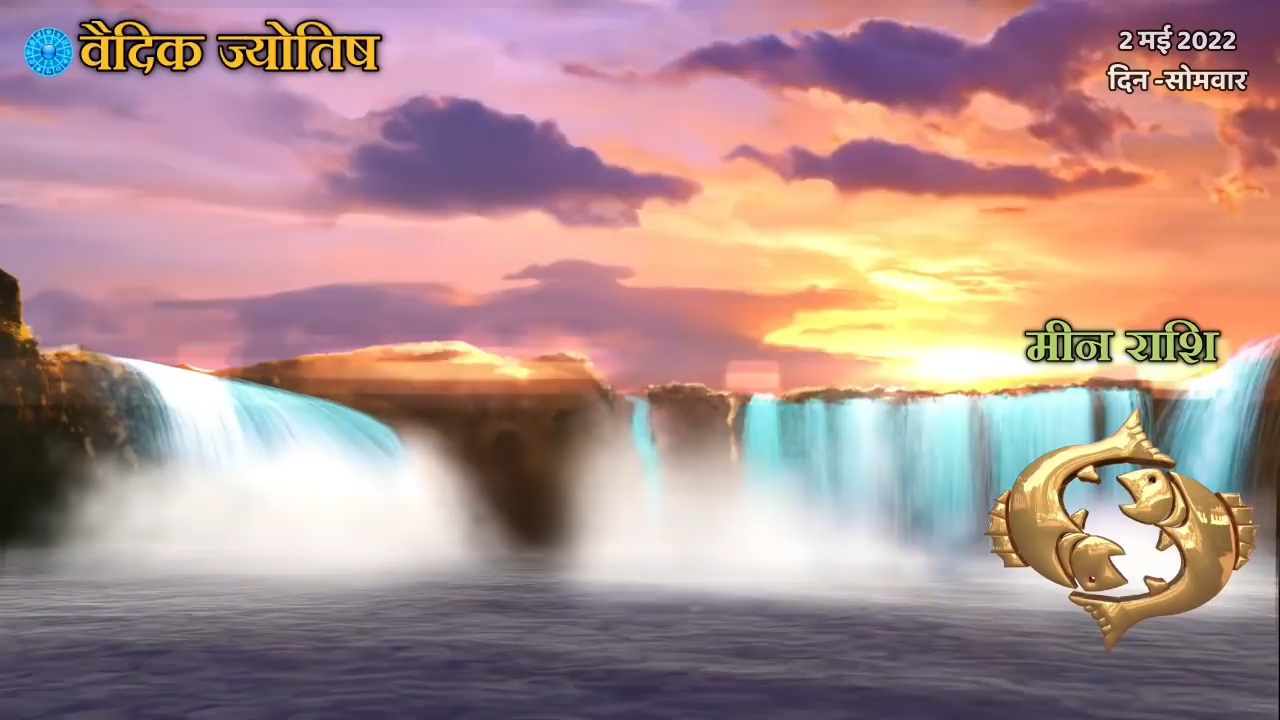 वैदिक ज्योतिष
2 मई 2022
दिन -सोमवार
मीन राशि